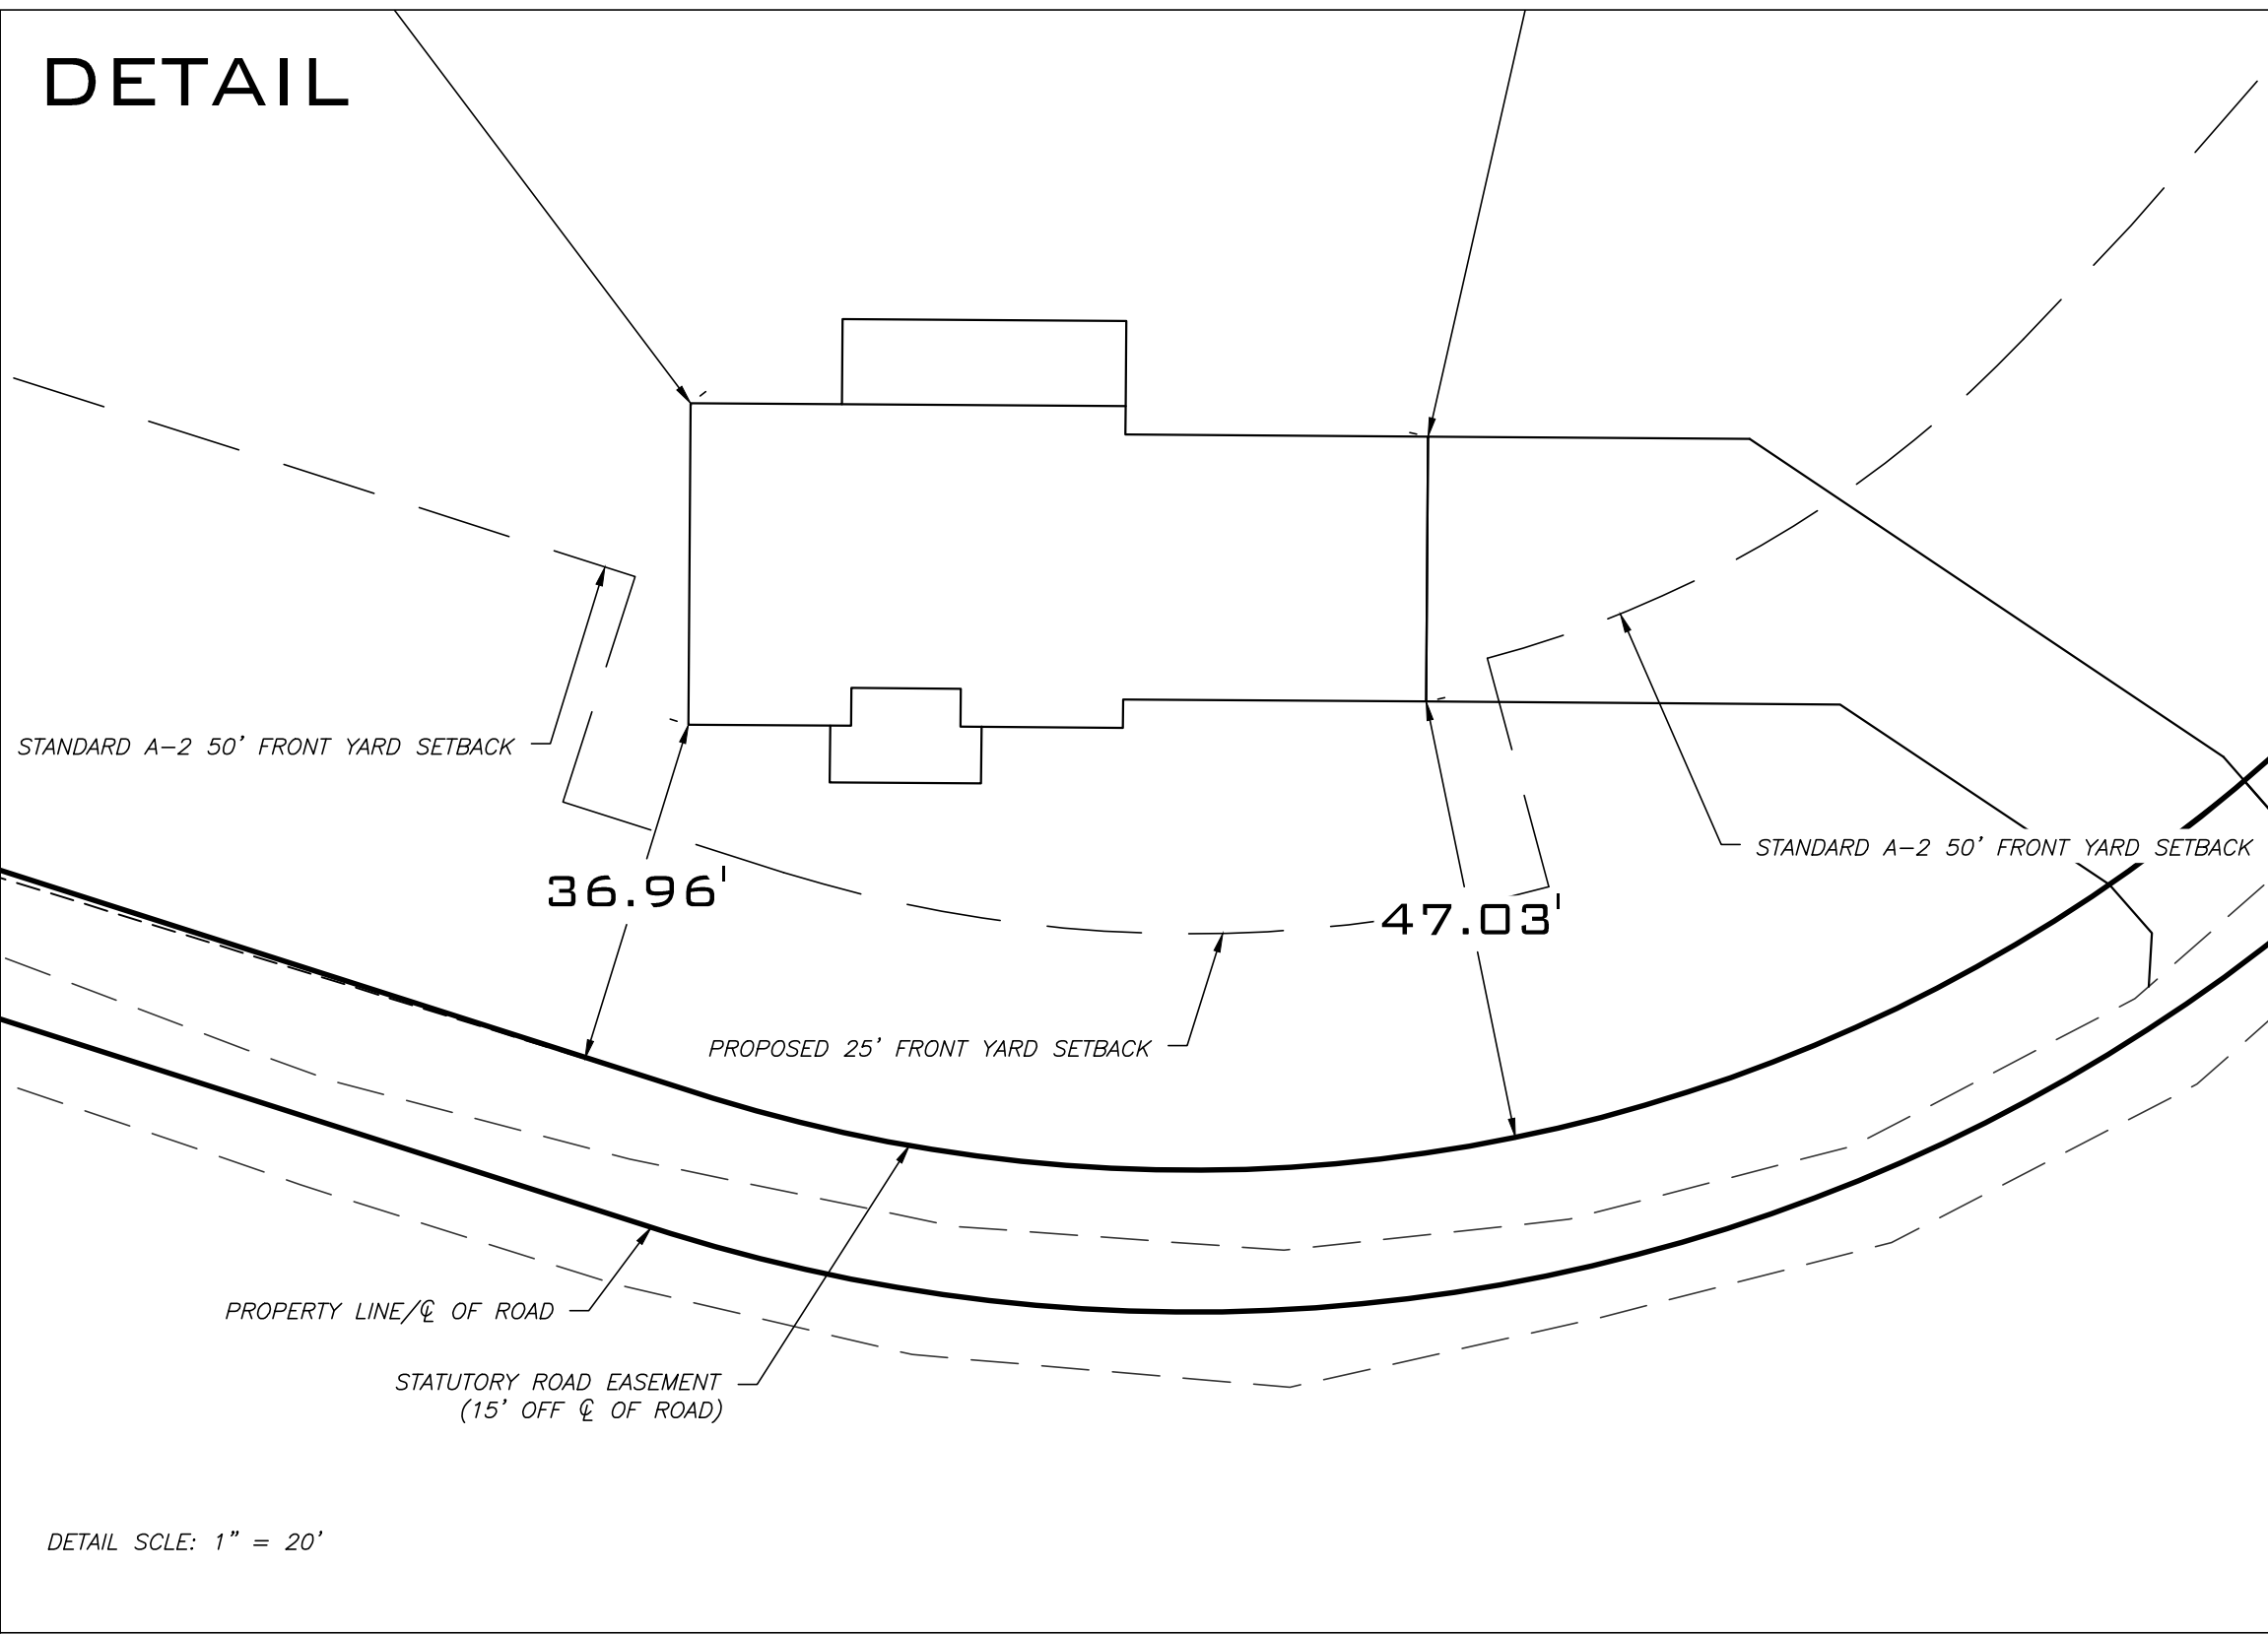 DETAIL
STANDARD A-2 50' FRONT YARD SETBACK
STANDARD A-2 50' FRONT YARD SETBACK
36.96'
47.03'
PROPOSED 25' FRONT YARD SETBACK
PROPERTY LINE/℄ OF ROAD
STATUTORY ROAD EASEMENT
(15' OFF ℄ OF ROAD)
DETAIL SCLE: 1" = 20'